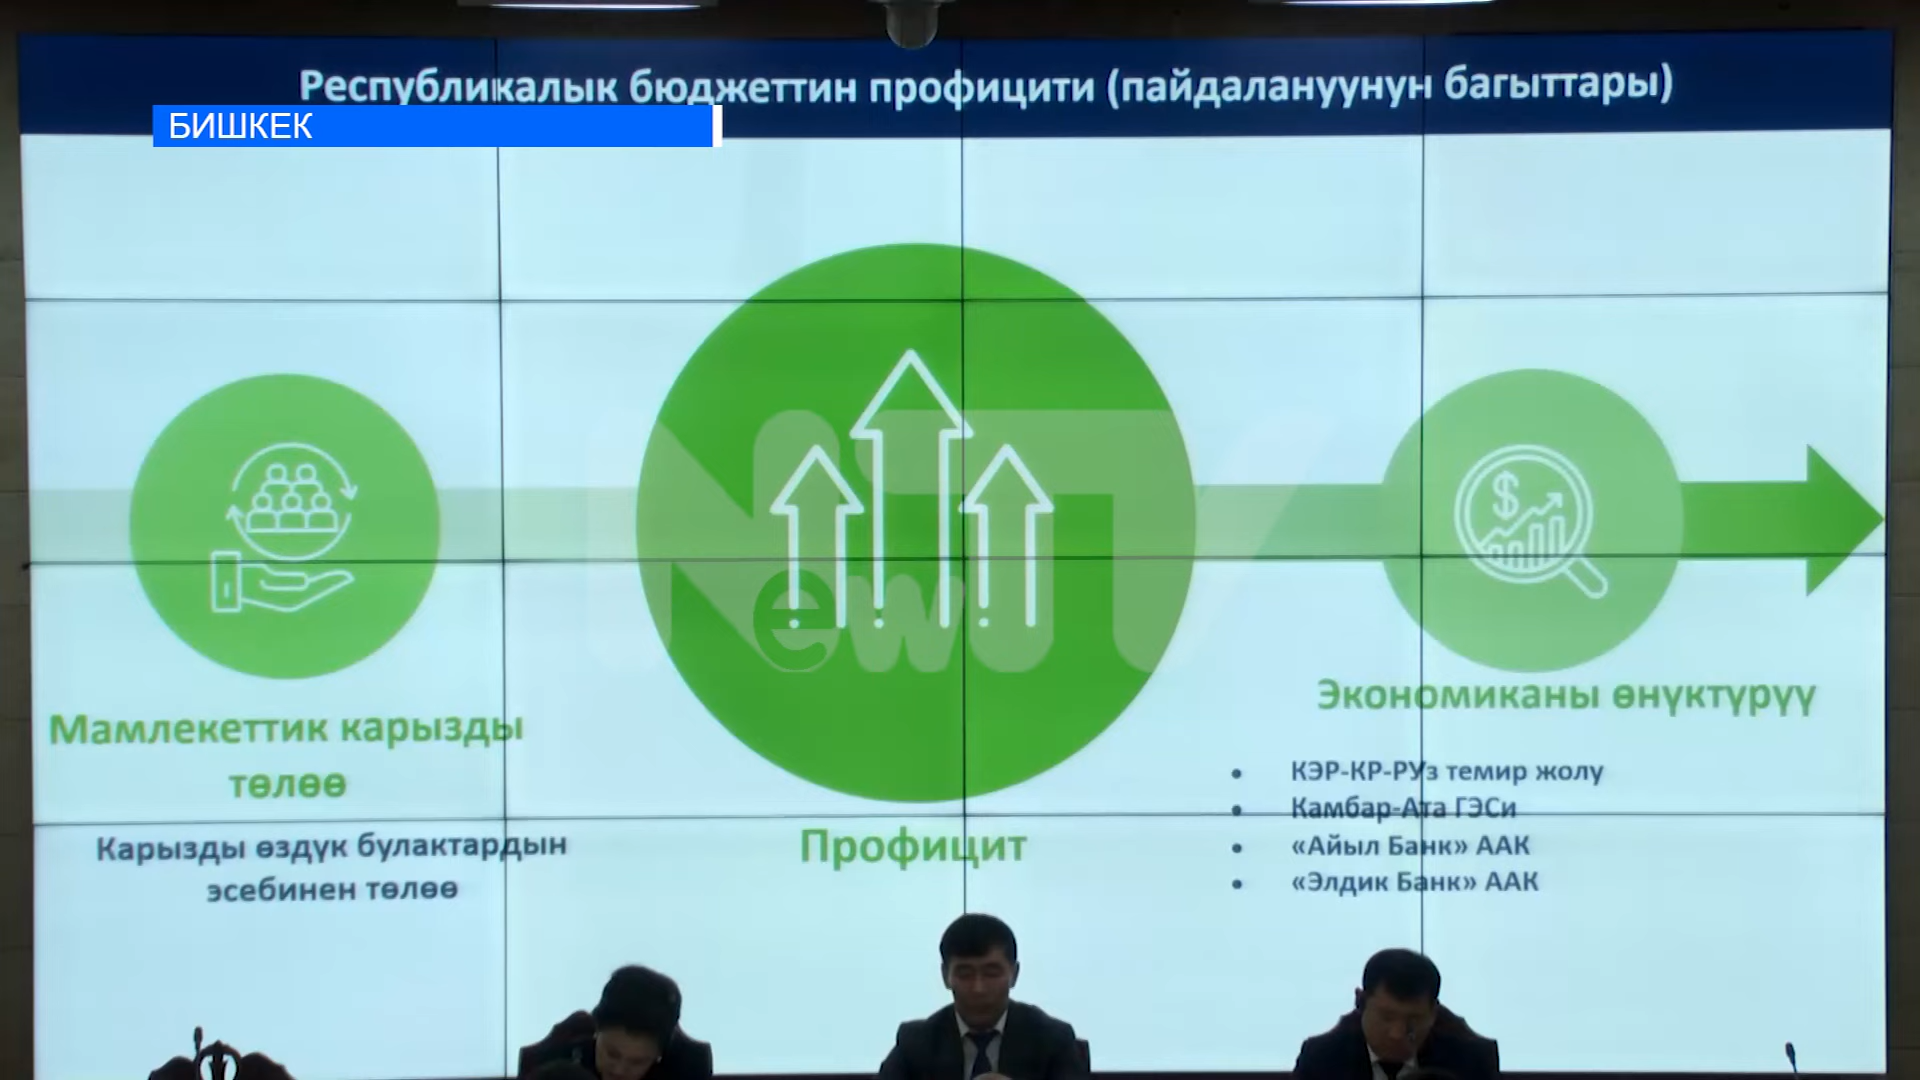 Республикалык бюджеттин профицити (пайдалануунун багыттары)
БИШКЕК
NewTV
Мамлекеттик карызды
төлөө
Карызды өздүк булактардын
эсебинен төлөө
Профицит
Экономиканы өнүктүрүү
• КЭР-КР-РУз темир жолу
• Камбар-Ата ГЭСи
• «Айыл Банк» ААК
• «Элдик Банк» ААК